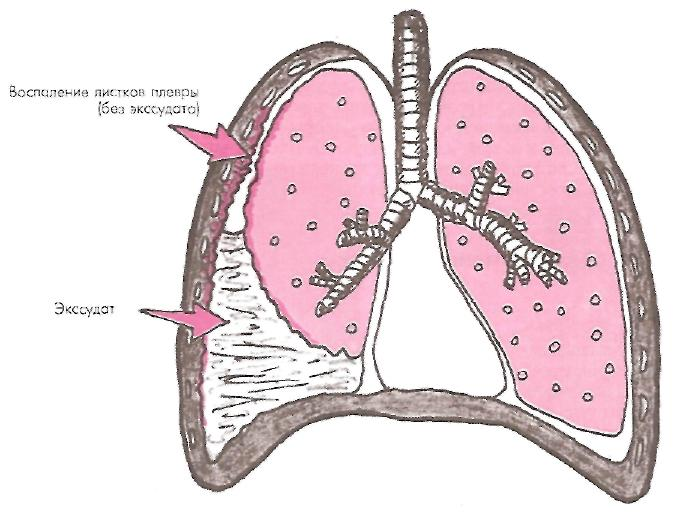 Воспаление листков плевры
(без экссудата)
Экссудат